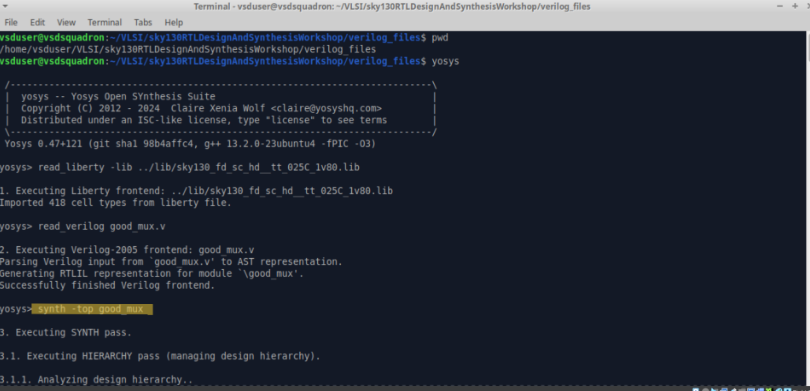 Terminal - vsduser@vsdsquadron: ~/VLSI/sky130RTLDesignAndSynthesisWorkshop/verilog_files
File Edit View Terminal Tabs Help
vsduser@vsdsquadron:~/VLSI/sky130RTLDesignAndSynthesisWorkshop/verilog_files$ pwd
/home/vsduser/VLSI/sky130RTLDesignAndSynthesisWorkshop/verilog_files
vsduser@vsdsquadron:~/VLSI/sky130RTLDesignAndSynthesisWorkshop/verilog_files$ yosys
/----------------------------------------------------------------------------\
| yosys -- Yosys Open SYnthesis Suite |
| Copyright (C) 2012 - 2024 Claire Xenia Wolf <claire@yosyshq.com> |
| Distributed under an ISC-like license, type "license" to see terms |
\----------------------------------------------------------------------------/
Yosys 0.47+121 (git sha1 98b4affc4, g++ 13.2.0-23ubuntu4 -fPIC -O3)
yosys> read_liberty -lib ../lib/sky130_fd_sc_hd__tt_025C_1v80.lib
1. Executing Liberty frontend: ../lib/sky130_fd_sc_hd__tt_025C_1v80.lib
Imported 418 cell types from liberty file.
yosys> read_verilog good_mux.v
2. Executing Verilog-2005 frontend: good_mux.v
Parsing Verilog input from `good_mux.v' to AST representation.
Generating RTLIL representation for module `\good_mux'.
Successfully finished Verilog frontend.
yosys> synth -top good_mux
3. Executing SYNTH pass.
3.1. Executing HIERARCHY pass (managing design hierarchy).
3.1.1. Analyzing design hierarchy..